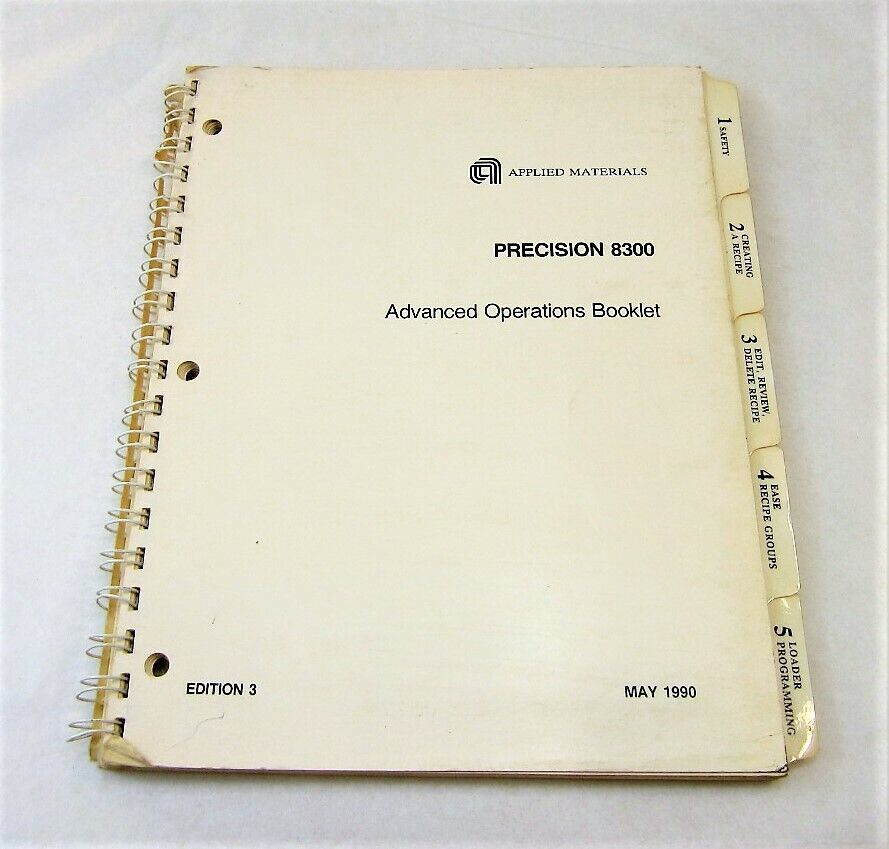 APPLIED MATERIALS
PRECISION 8300
Advanced Operations Booklet
EDITION 3
MAY 1990
1 SAFETY
2 CREATING
A RECIPE
3 EDIT, REVIEW,
DELETE RECIPE
4 EASE
RECIPE GROUPS
5 LOADER
PROGRAMMING